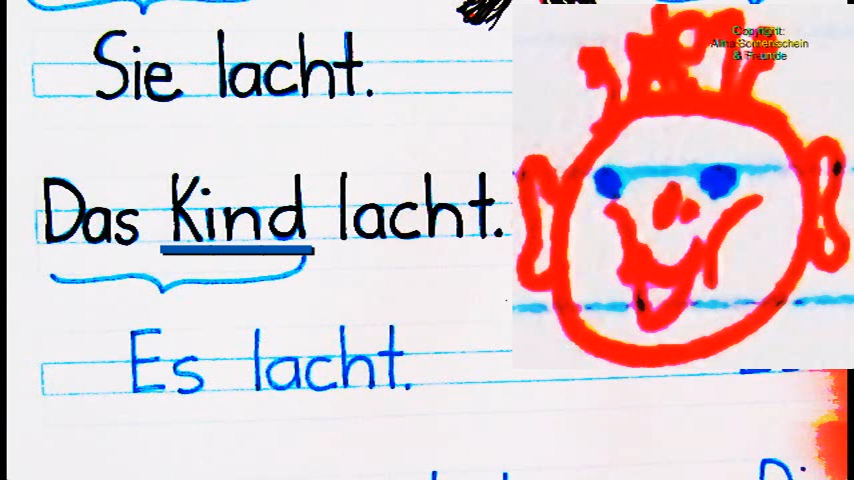 Copyright:
Alina Sonnenschein
& Freunde
Sie lacht.
Das Kind lacht.
Es lacht.